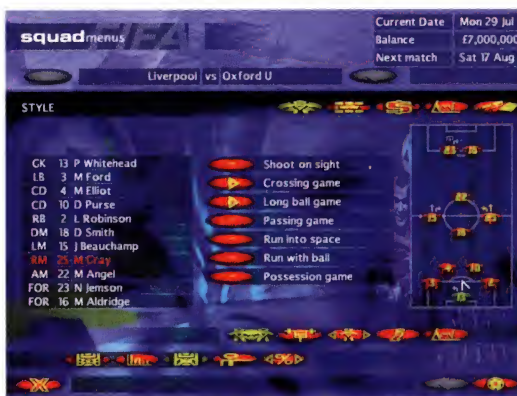 squadmenus
FIFA
Current Date Mon 29 Jul
Balance £7,000,000
Next match Sat 17 Aug
Liverpool vs Oxford U
STYLE
GK 13 P Whitehead
LB 3 M Ford
CD 4 M Elliot
CD 10 D Purse
RB 2 L Robinson
DM 18 D Smith
LM 15 J Beauchamp
RM 25 M Gray
AM 22 M Angel
FOR 23 N Jemson
FOR 16 M Aldridge
Shoot on sight
Crossing game
Long ball game
Passing game
Run into space
Run with ball
Possession game